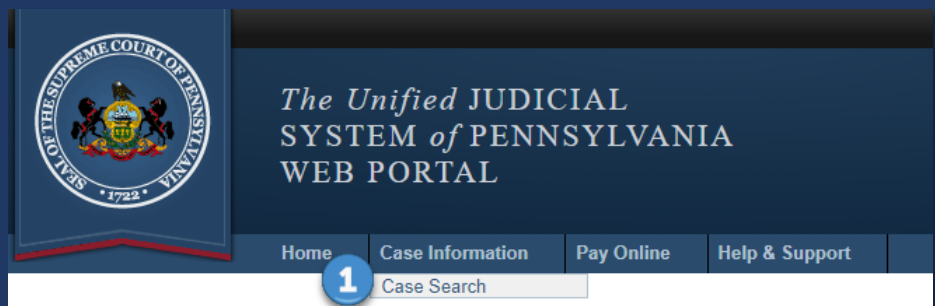 SEAL OF THE SUPREME COURT OF PENNSYLVANIA
• 1722 •
The Unified JUDICIAL
SYSTEM of PENNSYLVANIA
WEB PORTAL
Home Case Information Pay Online Help & Support
1 Case Search